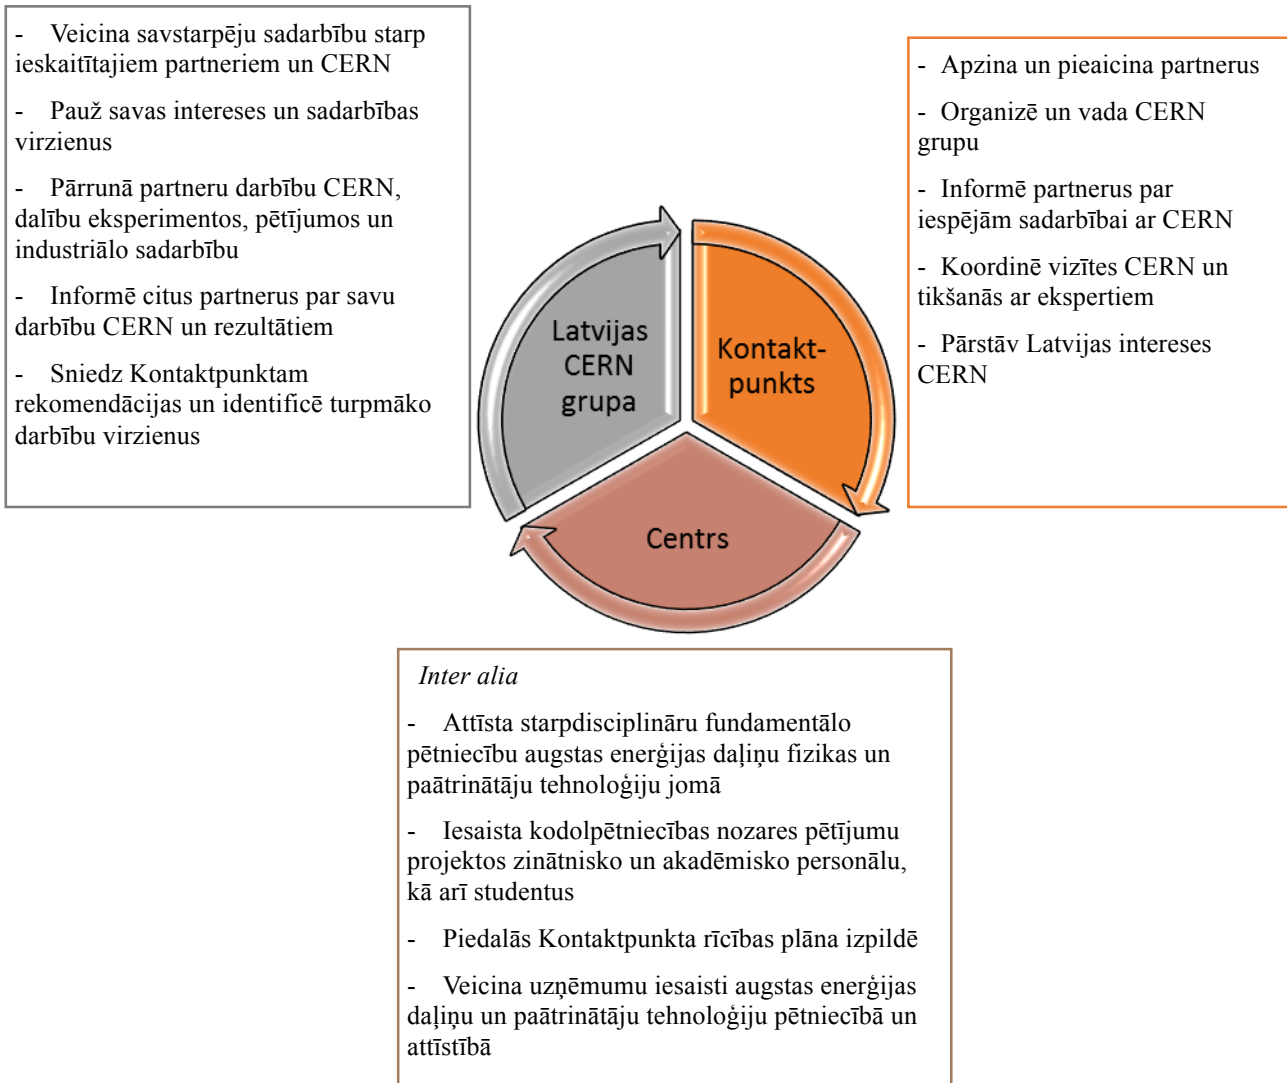 - Veicina savstarpēju sadarbību starp
ieskaitītajiem partneriem un CERN
- Pauž savas intereses un sadarbības
virzienus
- Pārrunā partneru darbību CERN,
dalību eksperimentos, pētījumos un
industriālo sadarbību
- Informē citus partnerus par savu
darbību CERN un rezultātiem
- Sniedz Kontaktpunktam
rekomendācijas un identificē turpmāko
darbību virzienus
- Apzina un pieaicina partnerus
- Organizē un vada CERN
grupu
- Informē partnerus par
iespējām sadarbībai ar CERN
- Koordinē vizītes CERN un
tikšanās ar ekspertiem
- Pārstāv Latvijas intereses
CERN
Latvijas
CERN
grupa
Kontakt-
punkts
Centrs
Inter alia
- Attīsta starpdisciplināru fundamentālo
pētniecību augstas enerģijas daļiņu fizikas un
paātrinātāju tehnoloģiju jomā
- Iesaista kodolpētniecības nozares pētījumu
projektos zinātnisko un akadēmisko personālu,
kā arī studentus
- Piedalās Kontaktpunkta rīcības plāna izpildē
- Veicina uzņēmumu iesaisti augstas enerģijas
daļiņu un paātrinātāju tehnoloģiju pētniecībā un
attīstībā